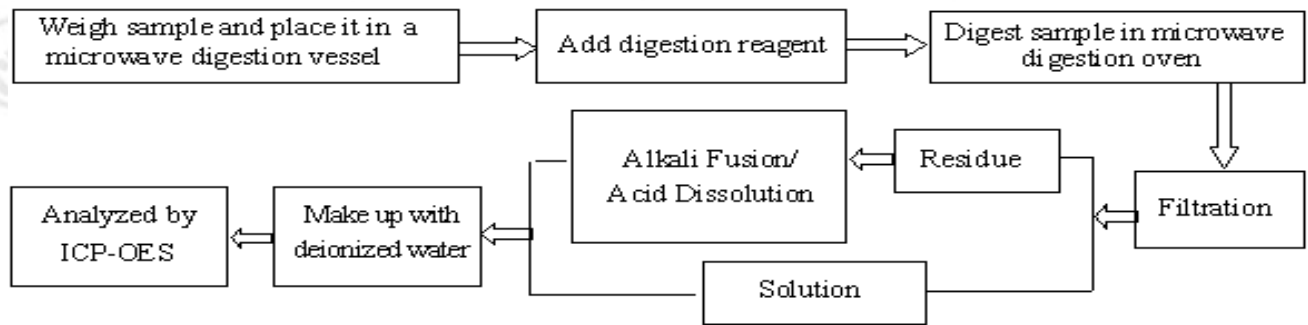 Weigh sample and place it in a
microwave digestion vessel
Add digestion reagent
Digest sample in microwave
digestion oven
Filtration
Residue
Alkali Fusion/
Acid Dissolution
Solution
Make up with
deionized water
Analyzed by
ICP-OES